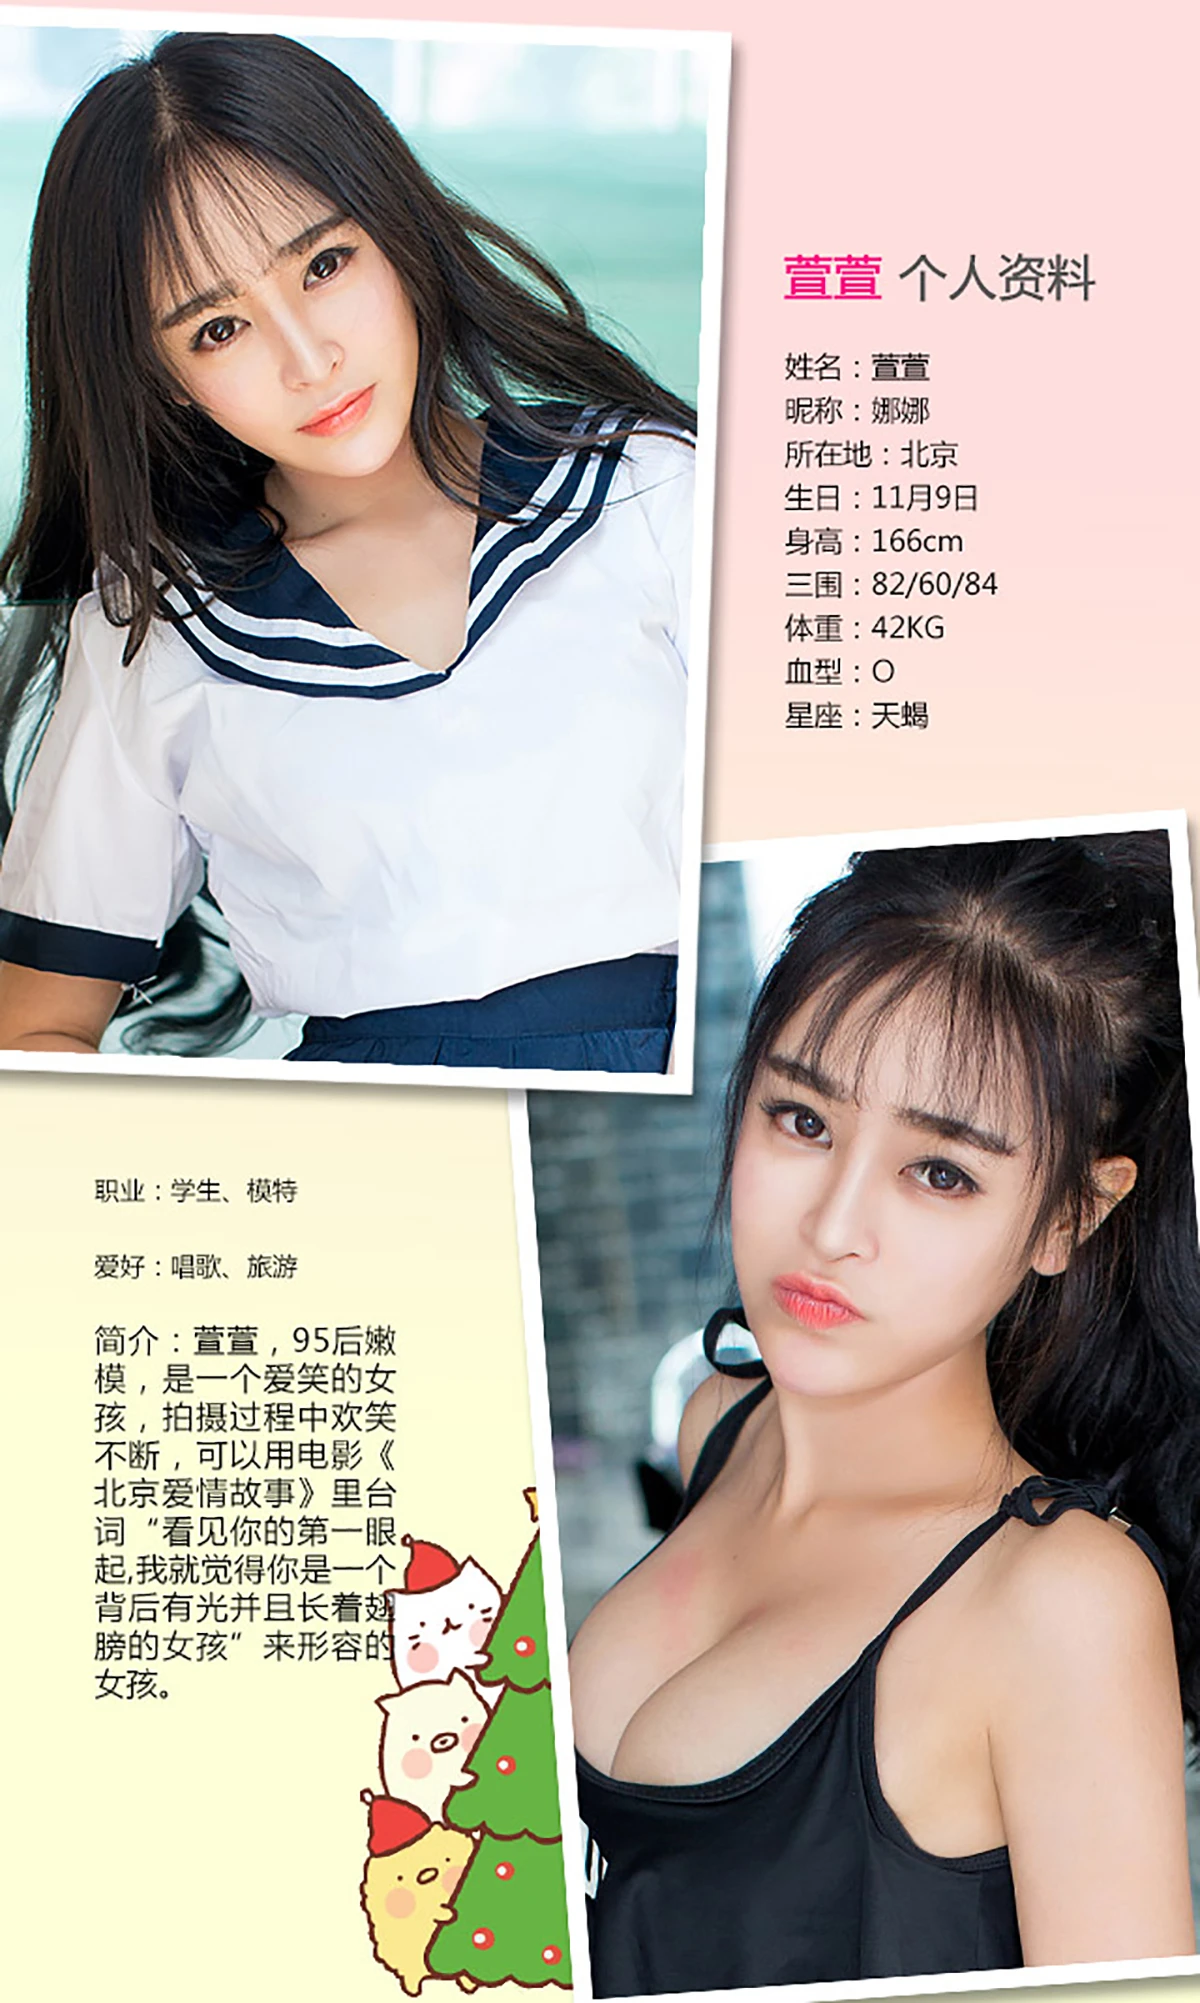 萱萱 个人资料
姓名：萱萱
昵称：娜娜
所在地：北京
生日：11月9日
身高：166cm
三围：82/60/84
体重：42KG
血型：O
星座：天蝎
职业：学生、模特
爱好：唱歌、旅游
简介：萱萱，95后嫩
模，是一个爱笑的女
孩，拍摄过程中欢笑
不断，可以用电影《
北京爱情故事》里台
词“看见你的第一眼
起,我就觉得你是一个
背后有光并且长着翅
膀的女孩”来形容的
女孩。